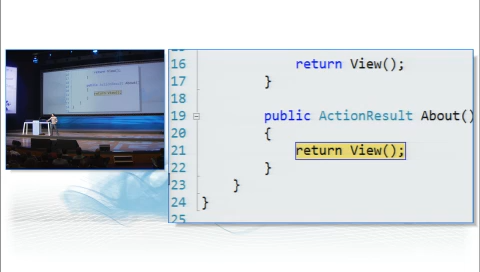 16 return View();
17 }
18
19 public ActionResult About()
20 {
21 return View();
22 }
23 }
24 }
25